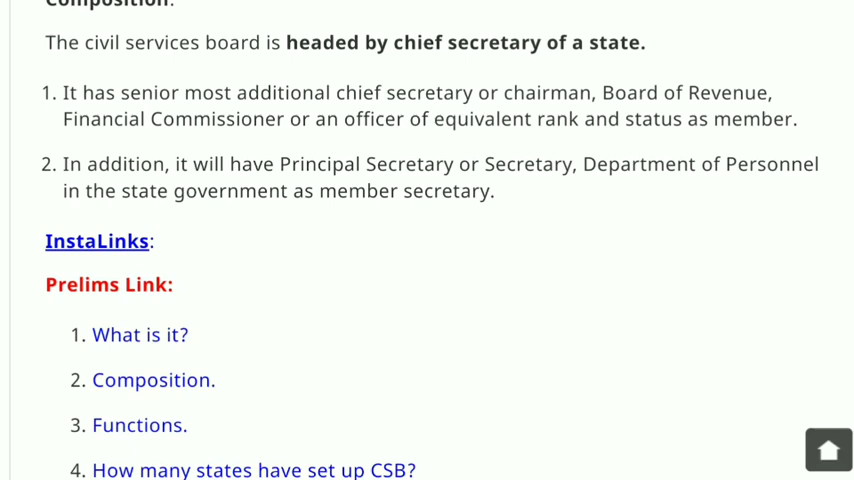 Composition:
The civil services board is headed by chief secretary of a state.
1. It has senior most additional chief secretary or chairman, Board of Revenue,
Financial Commissioner or an officer of equivalent rank and status as member.
2. In addition, it will have Principal Secretary or Secretary, Department of Personnel
in the state government as member secretary.
InstaLinks:
Prelims Link:
1. What is it?
2. Composition.
3. Functions.
4. How many states have set up CSB?